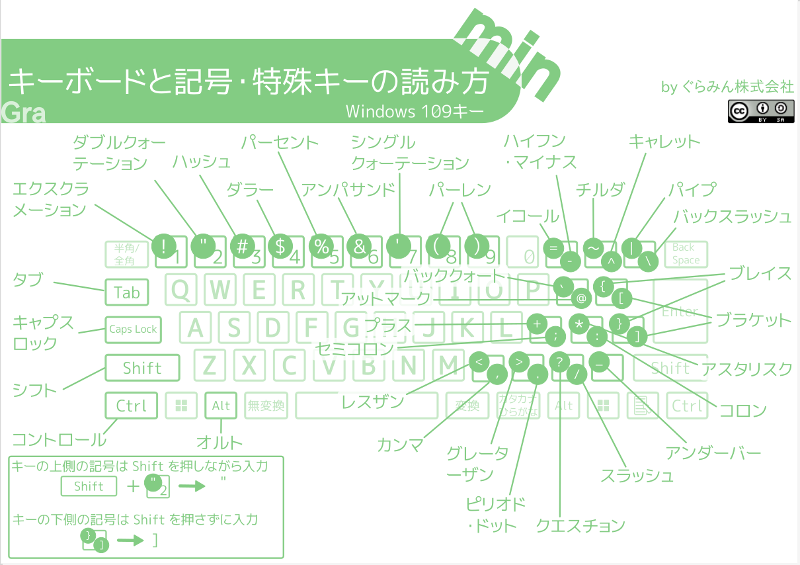 min
キーボードと記号・特殊キーの読み方
by ぐらみん株式会社
Gra
Windows 109キー
cc
BY SA
ダブルクォー
テーション
ハッシュ
パーセント
シングル
クォーテーション
ハイフン
・マイナス
キャレット
エクスクラ
メーション
ダラー
アンパサンド
パーレン
イコール
チルダ
パイプ
バックスラッシュ
半角/
全角
! 1
" 2
# 3
$ 4
% 5
& 6
' 7
( 8
) 9
0
= -
～ ^
| \
Back
Space
タブ
Tab
Q W E R T Y I O P
バッククォート
` @
{ [
ブレイス
アットマーク
Enter
キャプス
ロック
Caps Lock
A S D F G J K L
プラス
+ ;
* :
} ]
ブラケット
セミコロン
シフト
Shift
Z X C V B N M
< ,
> .
? /
_
Shift
アスタリスク
Ctrl
Alt
無変換
レスザン
変換
カタカナ
ひらがな
Alt
Ctrl
コロン
コントロール
オルト
カンマ
グレータ
ーザン
アンダーバー
スラッシュ
ピリオド
・ドット
クエスチョン
キーの上側の記号は Shift を押しながら入力
Shift + " 2 → "
キーの下側の記号は Shift を押さずに入力
} ] → ]